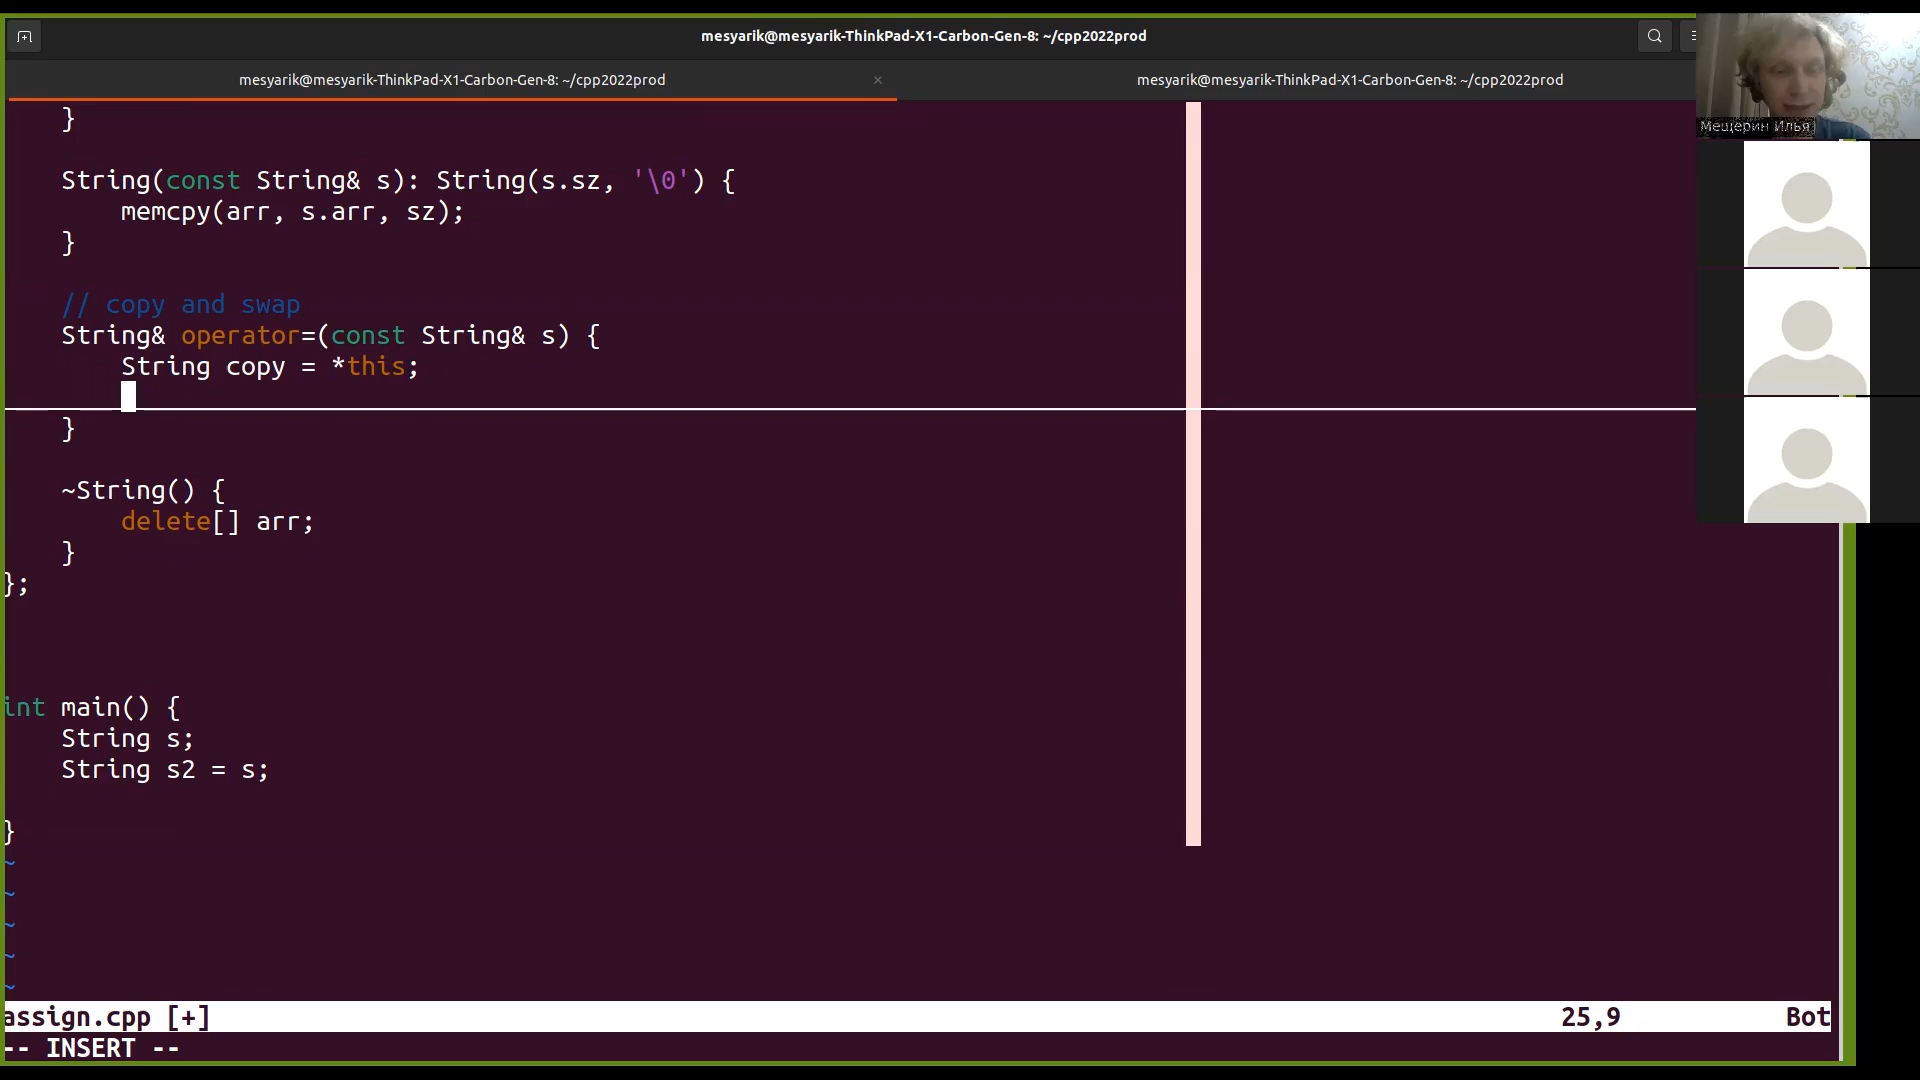 mesyarik@mesyarik-ThinkPad-X1-Carbon-Gen-8: ~/cpp2022prod
mesyarik@mesyarik-ThinkPad-X1-Carbon-Gen-8: ~/cpp2022prod
mesyarik@mesyarik-ThinkPad-X1-Carbon-Gen-8: ~/cpp2022prod
Мещерин Илья
}
String(const String& s): String(s.sz, '\0') {
memcpy(arr, s.arr, sz);
}
// copy and swap
String& operator=(const String& s) {
String copy = *this;
}
~String() {
delete[] arr;
}
};
int main() {
String s;
String s2 = s;
}
~
~
~
~
~
assign.cpp [+] 25,9 Bot
-- INSERT --